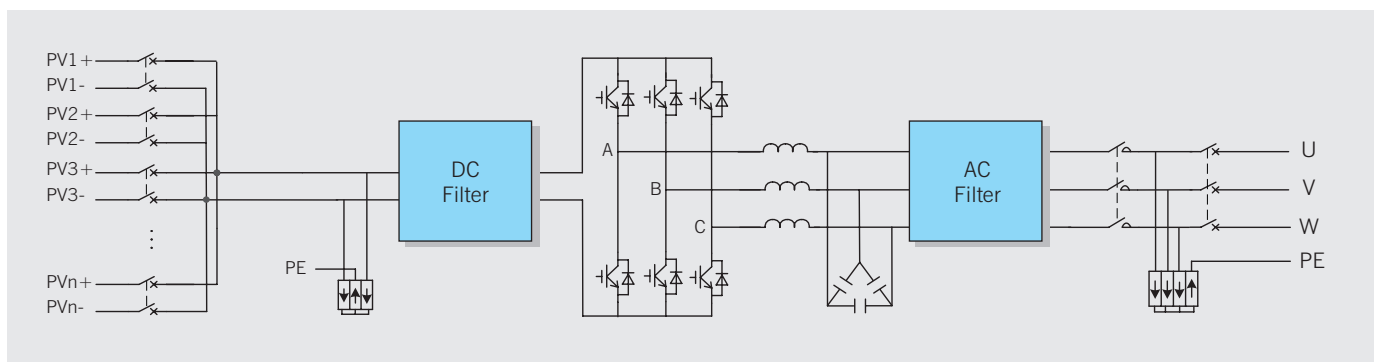 PV1+
PV1-
PV2+
PV2-
PV3+
PV3-
PVn+
PVn-
PE
DC
Filter
A
B
C
AC
Filter
U
V
W
PE